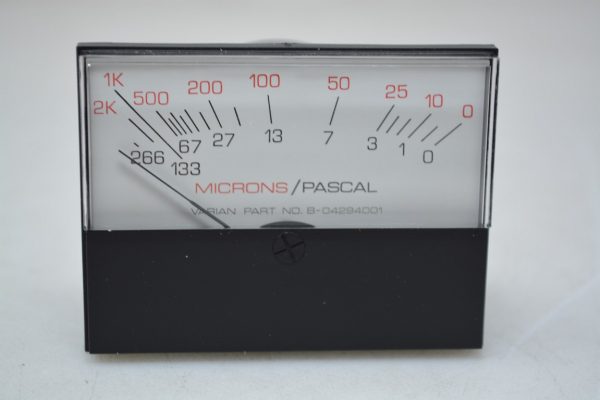 2K 1K 500 200 100 50 25 10 0
266 133 67 27 13 7 3 1 0
MICRONS/PASCAL
VARIAN PART NO. B-04294001